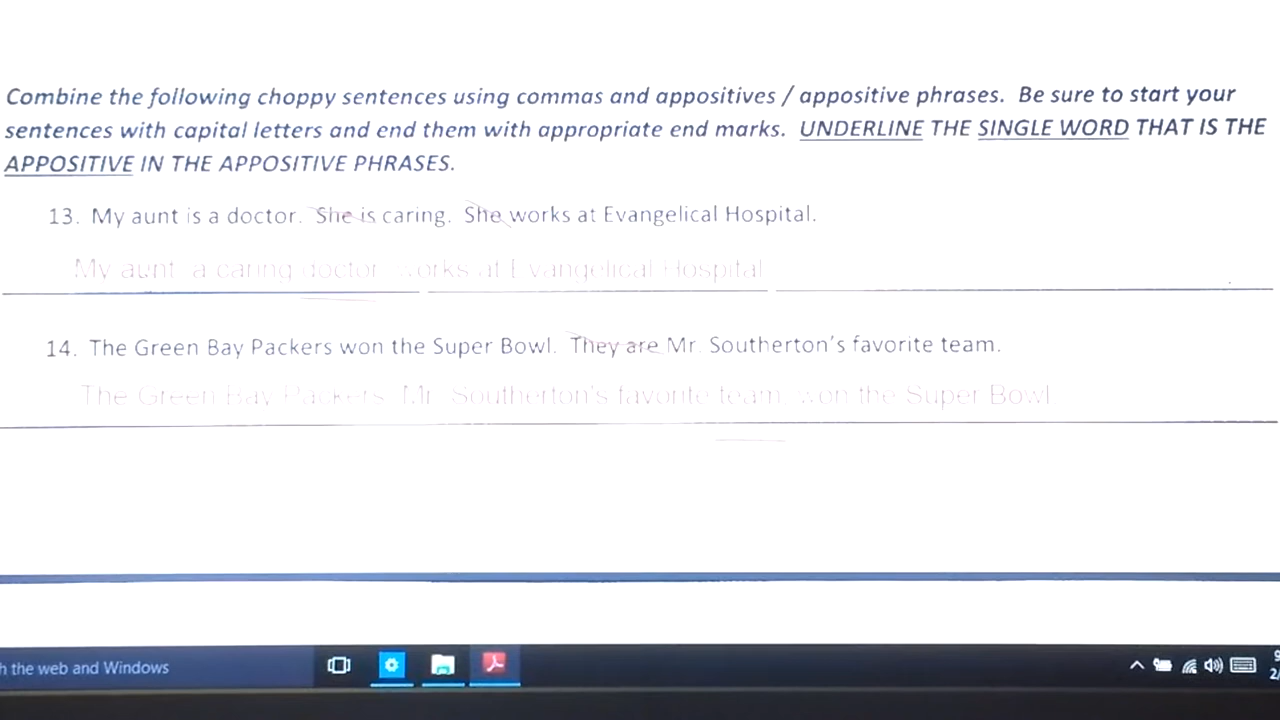 Combine the following choppy sentences using commas and appositives / appositive phrases. Be sure to start your
sentences with capital letters and end them with appropriate end marks. UNDERLINE THE SINGLE WORD THAT IS THE
APPOSITIVE IN THE APPOSITIVE PHRASES.
13. My aunt is a doctor. She is caring. She works at Evangelical Hospital.
My aunt a caring doctor works at Evangelical Hospital
14. The Green Bay Packers won the Super Bowl. They are Mr. Southerton's favorite team.
The Green Bay Packers, Mr. Southerton's favorite team, won the Super Bowl
the web and Windows